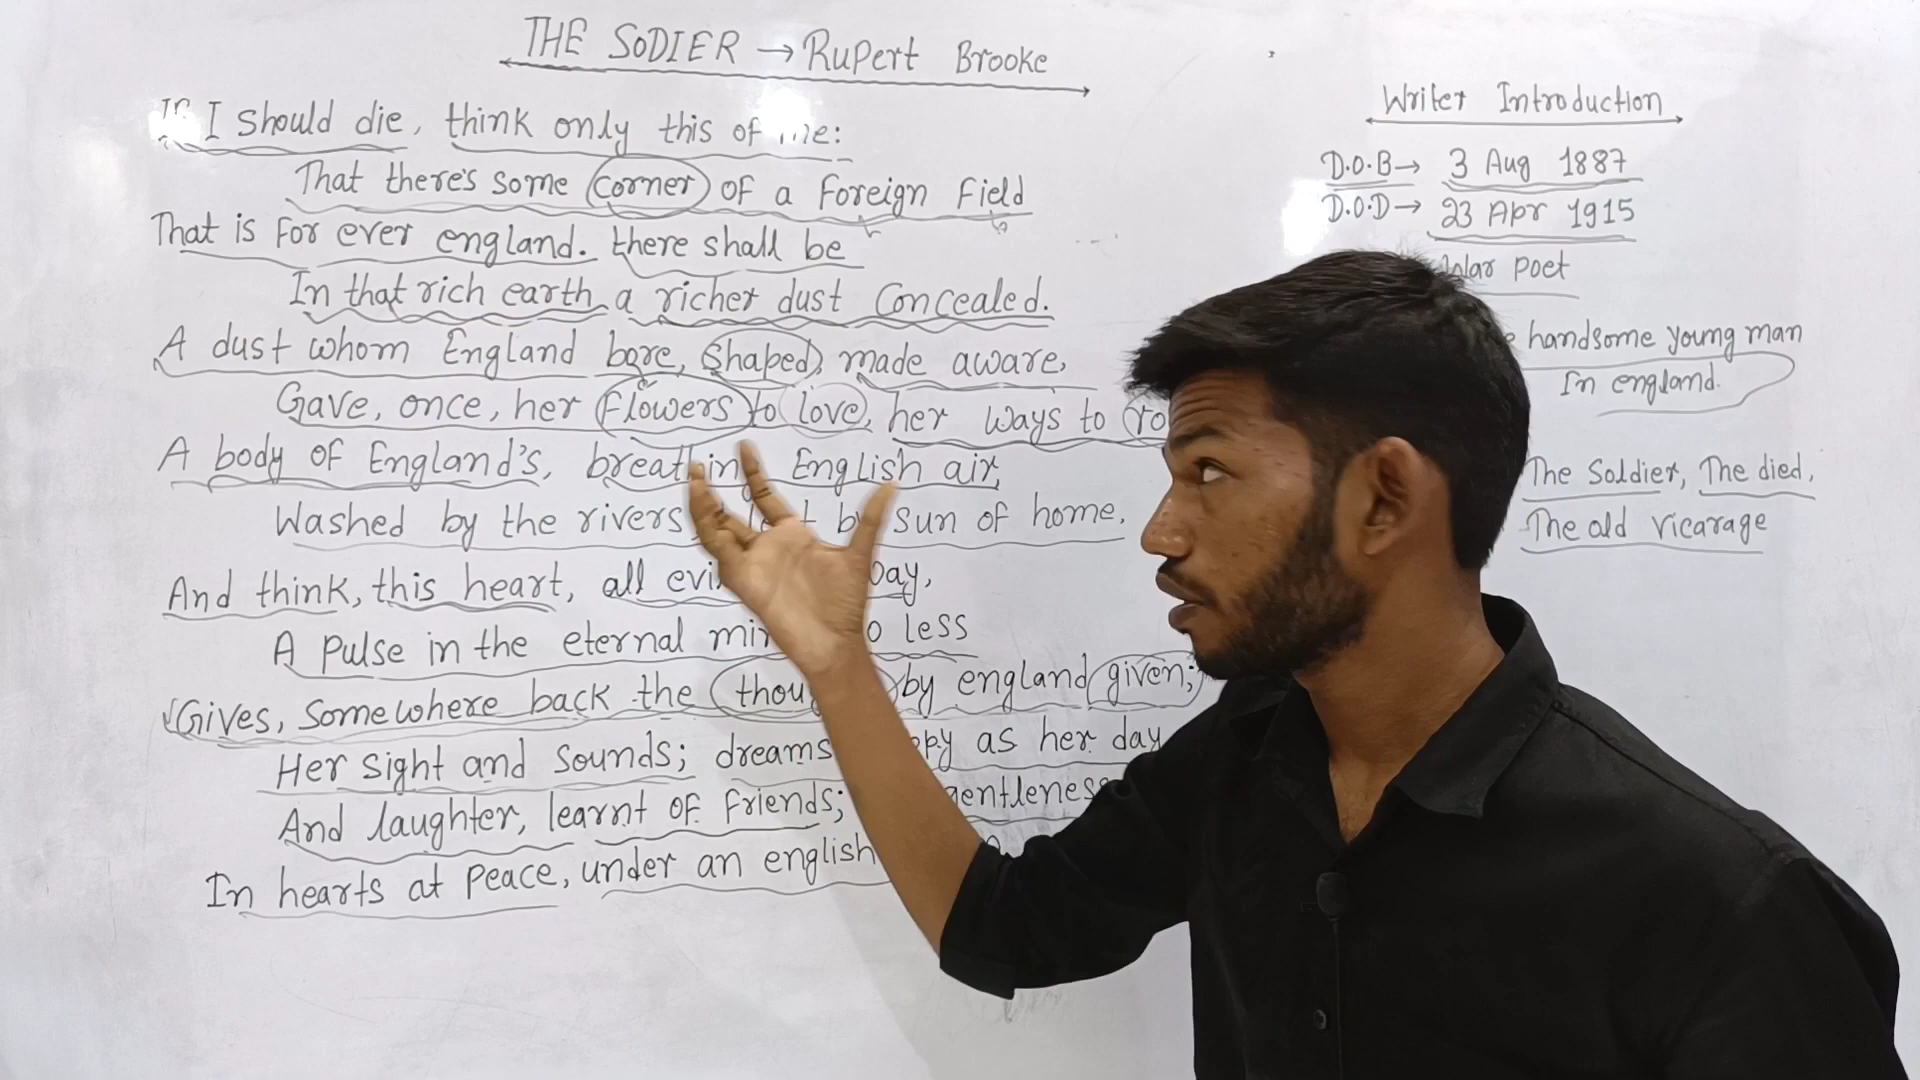 THE SODIER → Rupert Brooke
I should die, think only this of me:
That there's some corner of a foreign field
That is for ever england. there shall be
In that rich earth a richer dust concealed.
A dust whom England bore, shaped, made aware,
Gave, once, her flowers to love, her ways to
A body of England's, breathing English air,
Washed by the rivers sun of home.
And think, this heart, all
A pulse in the eternal less
Gives, somewhere back the by england given;
Her sight and sounds; dreams as her day
And laughter, learnt of friends; gentleness
In hearts at peace, under an english
Writer Introduction
D.O.B → 3 Aug 1887
D.O.D → 23 Apr 1915
War poet
handsome young man
In england.
The Soldier, The died,
The old vicarage